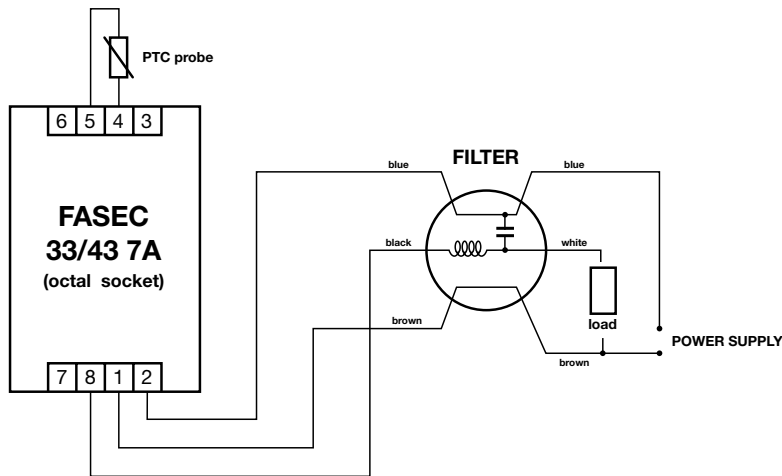 PTC probe
6 5 4 3
FASEC
33/43 7A
(octal socket)
7 8 1 2
FILTER
blue
blue
black
white
brown
load
brown
POWER SUPPLY